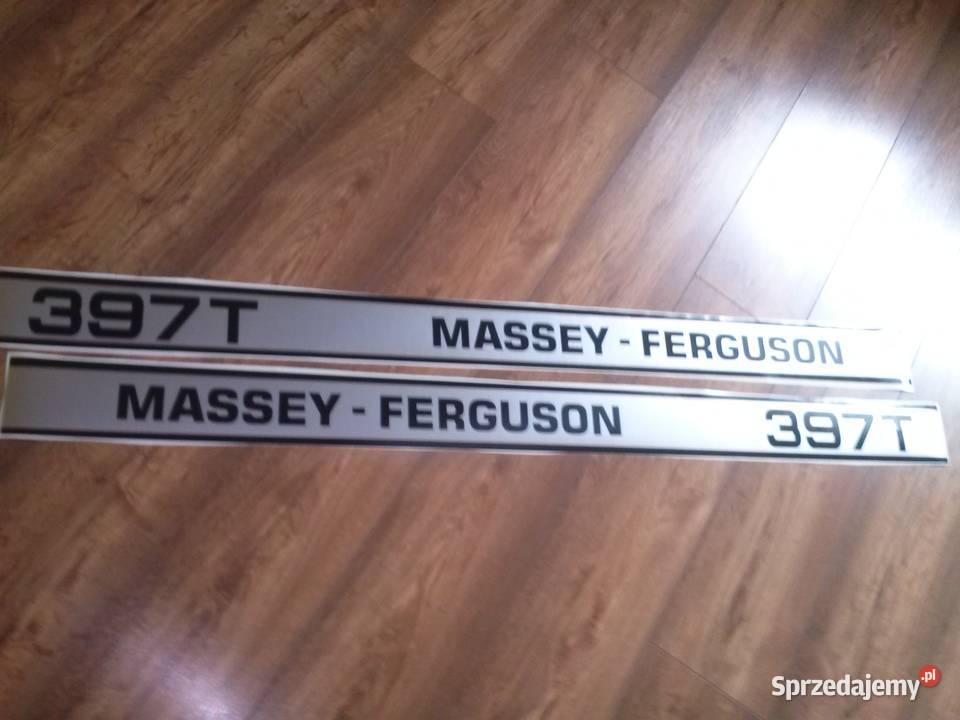 397T MASSEY - FERGUSON
MASSEY - FERGUSON 397T
Sprzedajemy.pl